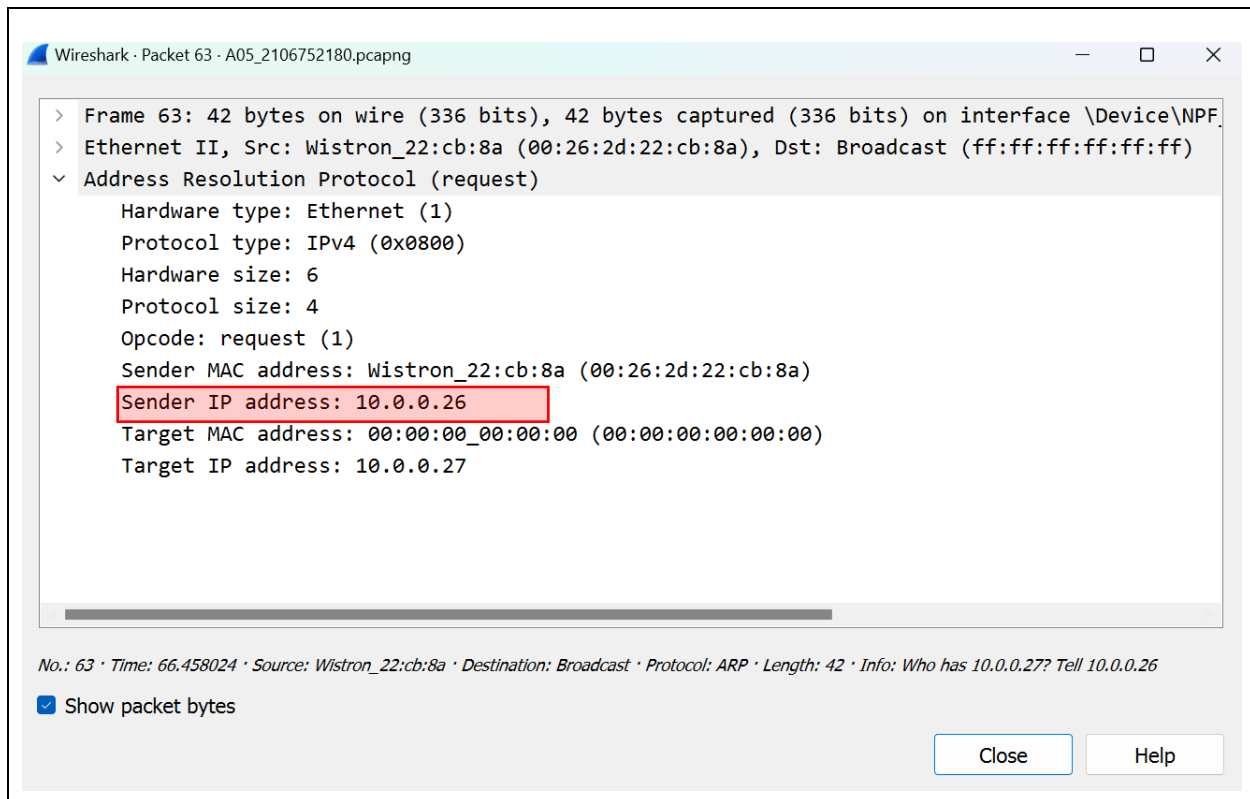 Wireshark · Packet 63 · A05_2106752180.pcapng
Frame 63: 42 bytes on wire (336 bits), 42 bytes captured (336 bits) on interface \Device\NPF_
Ethernet II, Src: Wistron_22:cb:8a (00:26:2d:22:cb:8a), Dst: Broadcast (ff:ff:ff:ff:ff:ff)
Address Resolution Protocol (request)
Hardware type: Ethernet (1)
Protocol type: IPv4 (0x0800)
Hardware size: 6
Protocol size: 4
Opcode: request (1)
Sender MAC address: Wistron_22:cb:8a (00:26:2d:22:cb:8a)
Sender IP address: 10.0.0.26
Target MAC address: 00:00:00_00:00:00 (00:00:00:00:00:00)
Target IP address: 10.0.0.27
No.: 63 · Time: 66.458024 · Source: Wistron_22:cb:8a · Destination: Broadcast · Protocol: ARP · Length: 42 · Info: Who has 10.0.0.27? Tell 10.0.0.26
Show packet bytes
Close Help